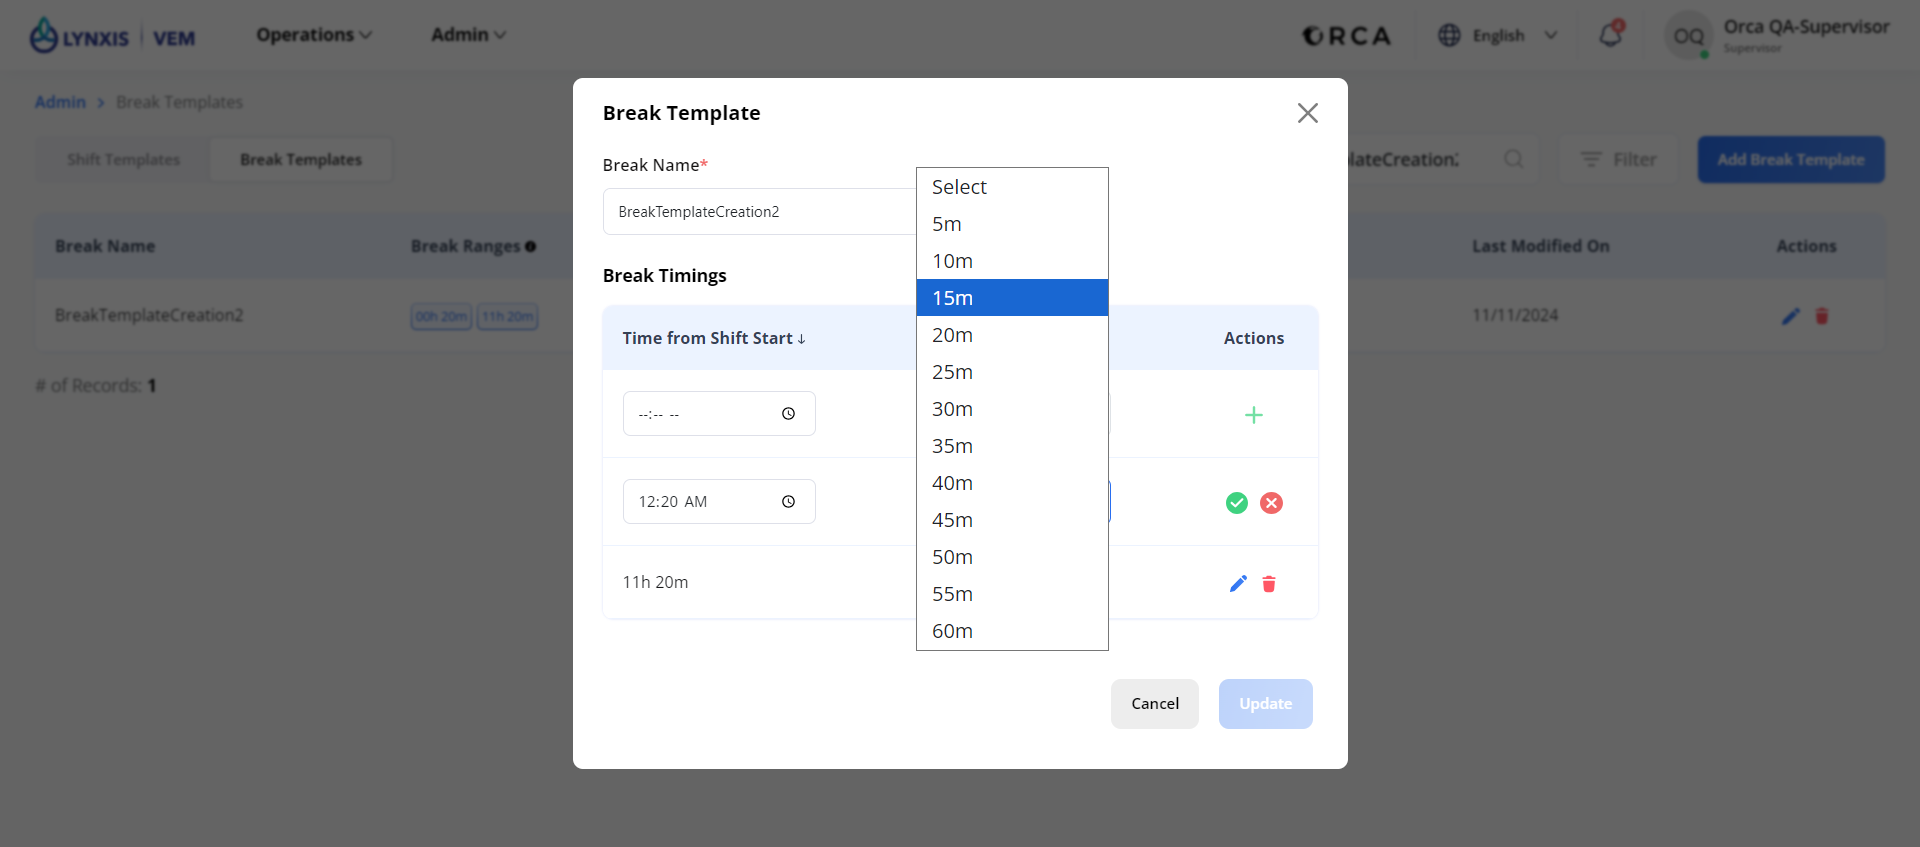 LYNXIS | VEM
Operations
Admin
ORCA
English
4
OQ
Orca QA-Supervisor
Supervisor
Admin > Break Templates
Shift Templates
Break Templates
lateCreation2
Filter
Add Break Template
Break Name
Break Ranges
Last Modified On
Actions
BreakTemplateCreation2
00h 20m
11h 20m
11/11/2024
# of Records: 1
Break Template
Break Name*
BreakTemplateCreation2
Break Timings
Time from Shift Start ↓
Actions
--:-- --
12:20 AM
11h 20m
Select
5m
10m
15m
20m
25m
30m
35m
40m
45m
50m
55m
60m
Cancel
Update